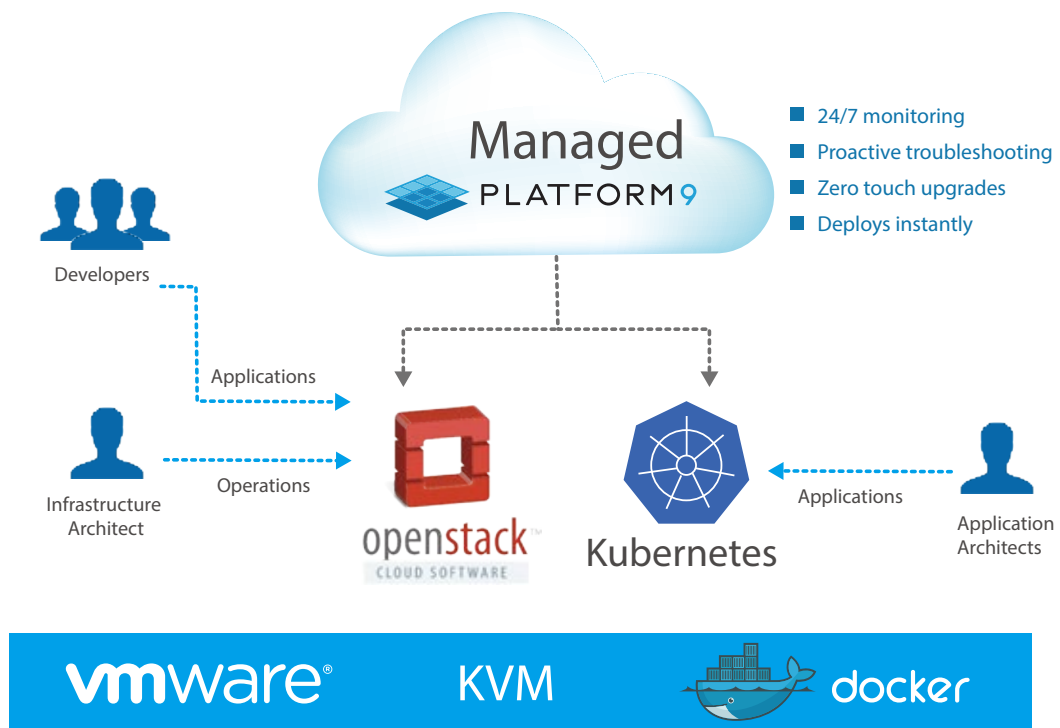 Managed
PLATFORM9
24/7 monitoring
Proactive troubleshooting
Zero touch upgrades
Deploys instantly
Developers
Applications
Infrastructure
Architect
Operations
openstack™
CLOUD SOFTWARE
Kubernetes
Applications
Application
Architects
vmware®
KVM
docker